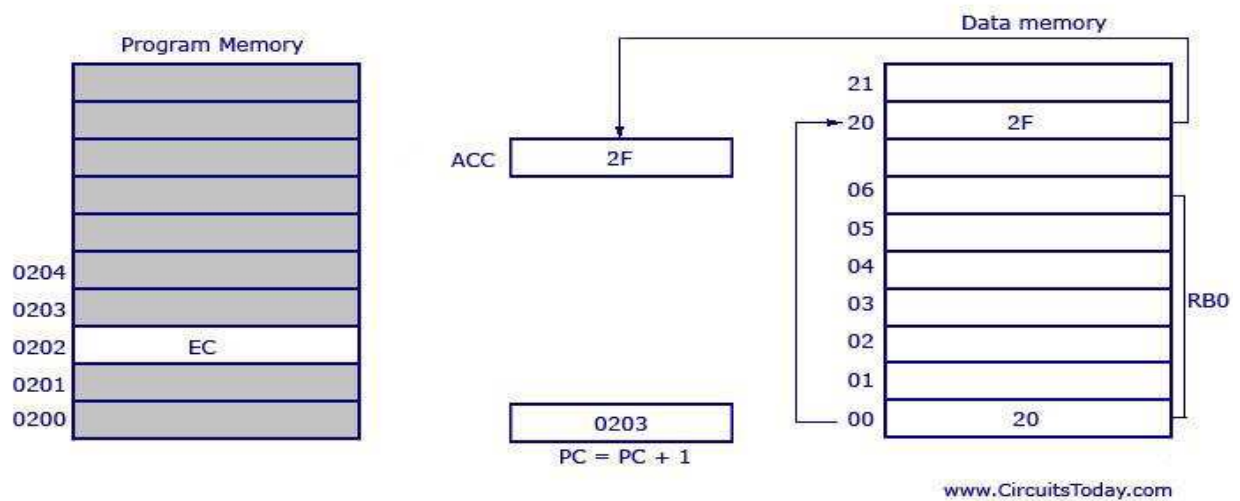 Program Memory
0204
0203
0202 EC
0201
0200
ACC 2F
0203
PC = PC + 1
Data memory
21
20 2F
06
05
04
03
02
01
00 20
RB0
www.CircuitsToday.com